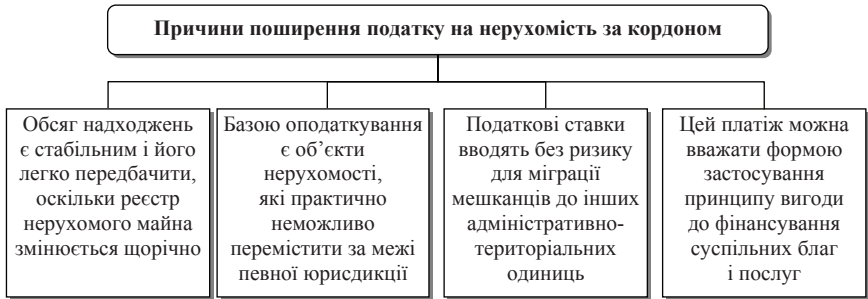 Причини поширення податку на нерухомість за кордоном
Обсяг надходжень
є стабільним і його
легко передбачити,
оскільки реєстр
нерухомого майна
змінюється щорічно
Базою оподаткування
є об’єкти
нерухомості,
які практично
неможливо
перемістити за межі
певної юрисдикції
Податкові ставки
вводять без ризику
для міграції
мешканців до інших
адміністративно-
територіальних
одиниць
Цей платіж можна
вважати формою
застосування
принципу вигоди
до фінансування
суспільних благ
і послуг